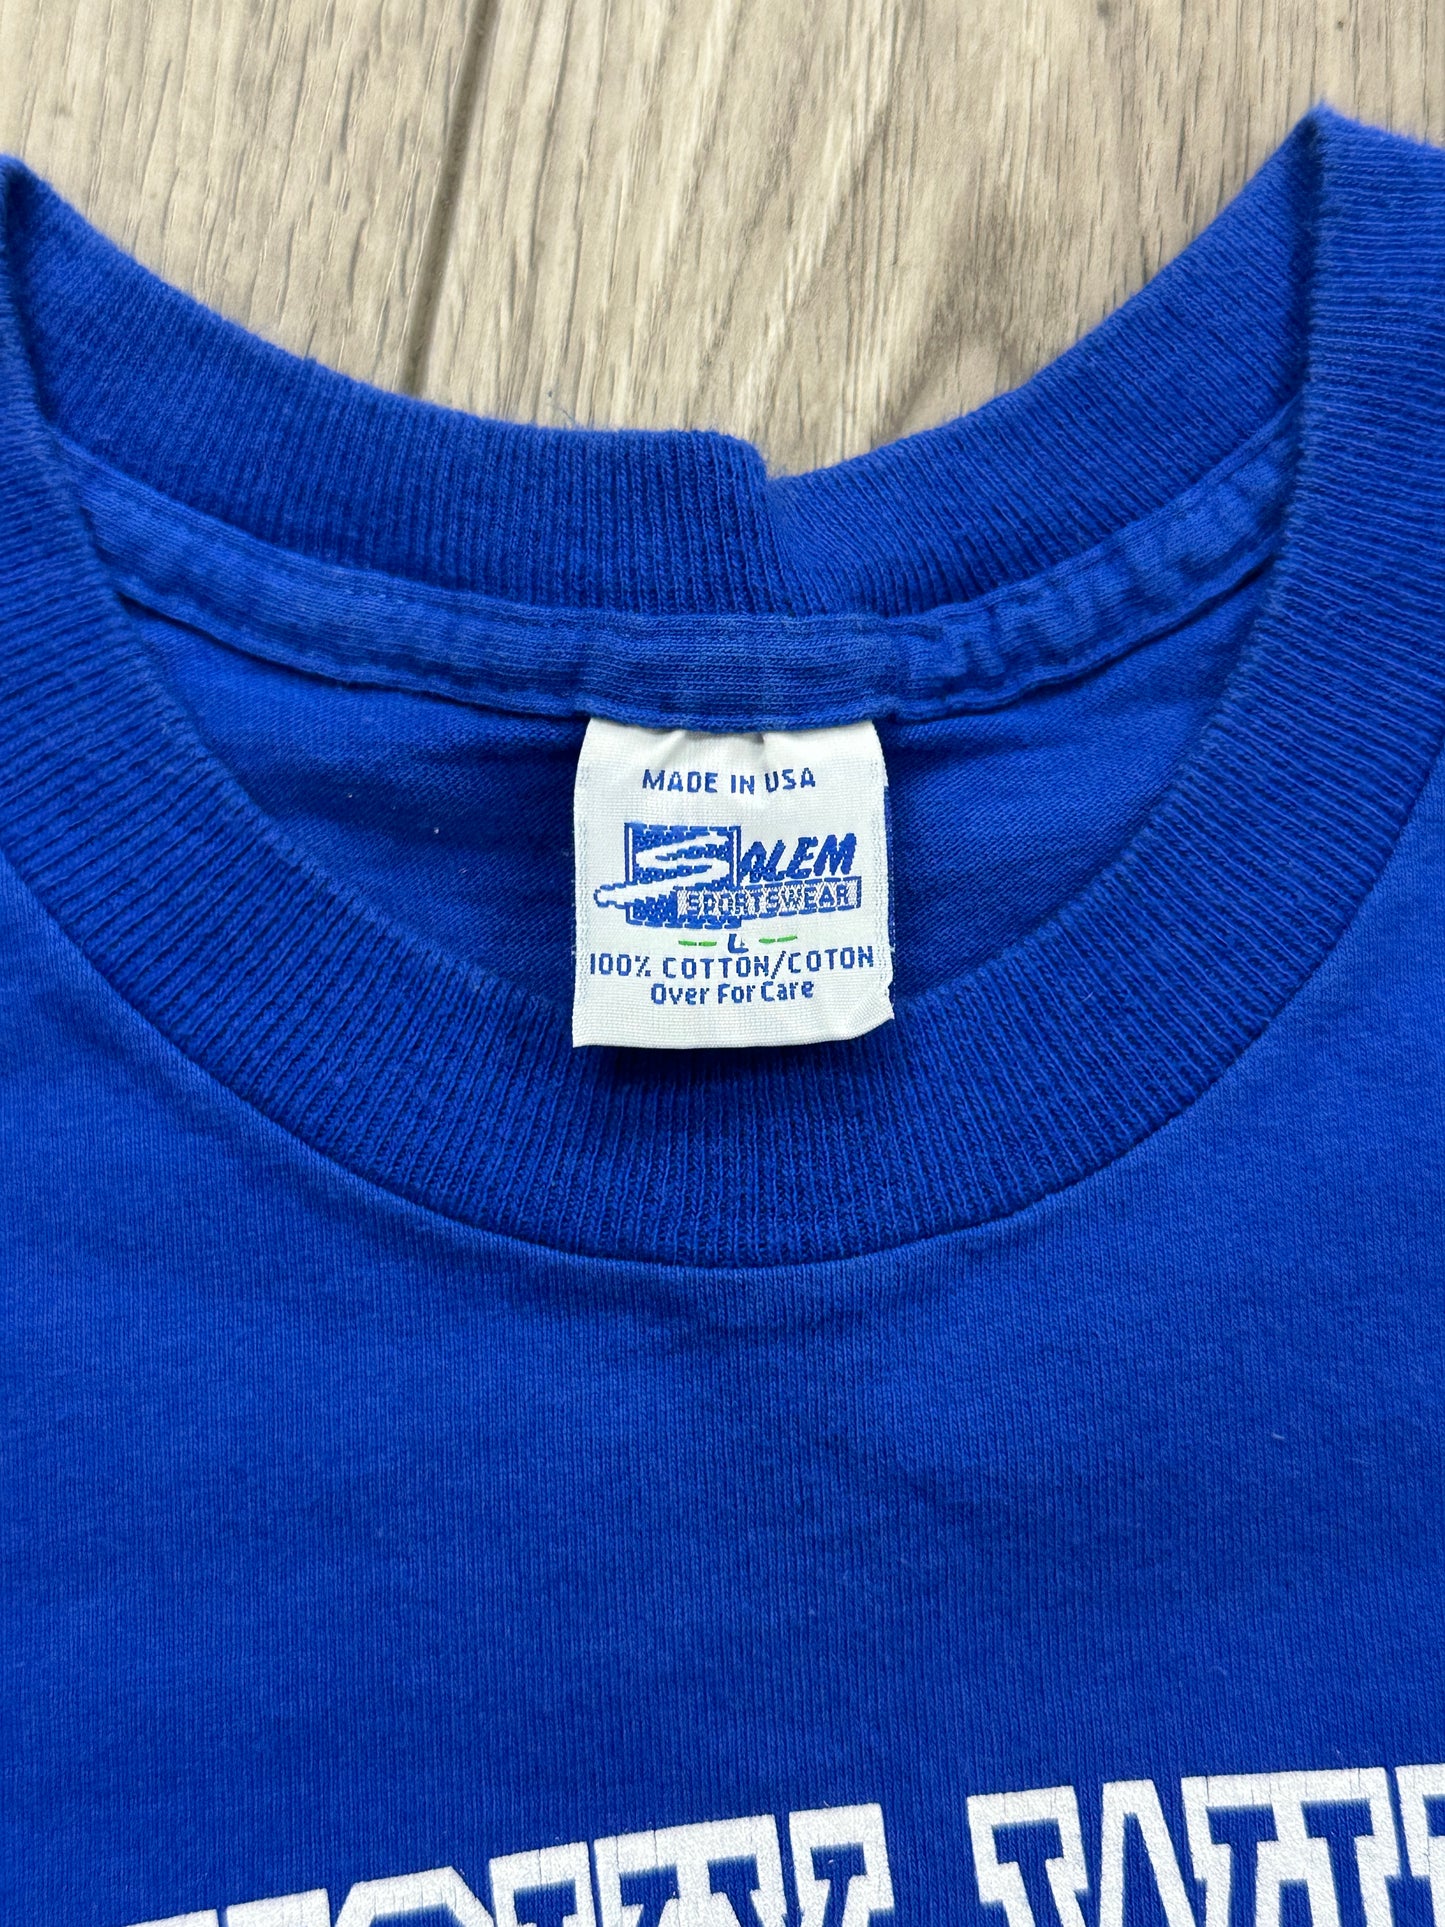 MADE IN USA
SALEM
SPORTSWEAR
L
100% COTTON/COTON
Over For Care